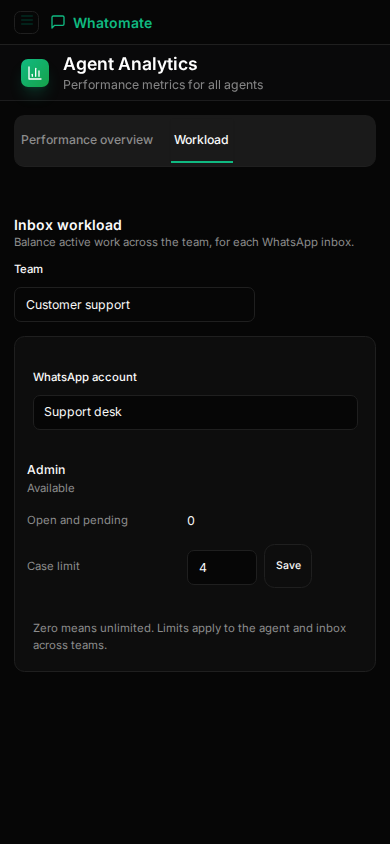 Whatomate
Agent Analytics
Performance metrics for all agents
Performance overview Workload
Inbox workload
Balance active work across the team, for each WhatsApp inbox.
Team
Customer support
WhatsApp account
Support desk
Admin
Available
Open and pending 0
Case limit 4 Save
Zero means unlimited. Limits apply to the agent and inbox
across teams.